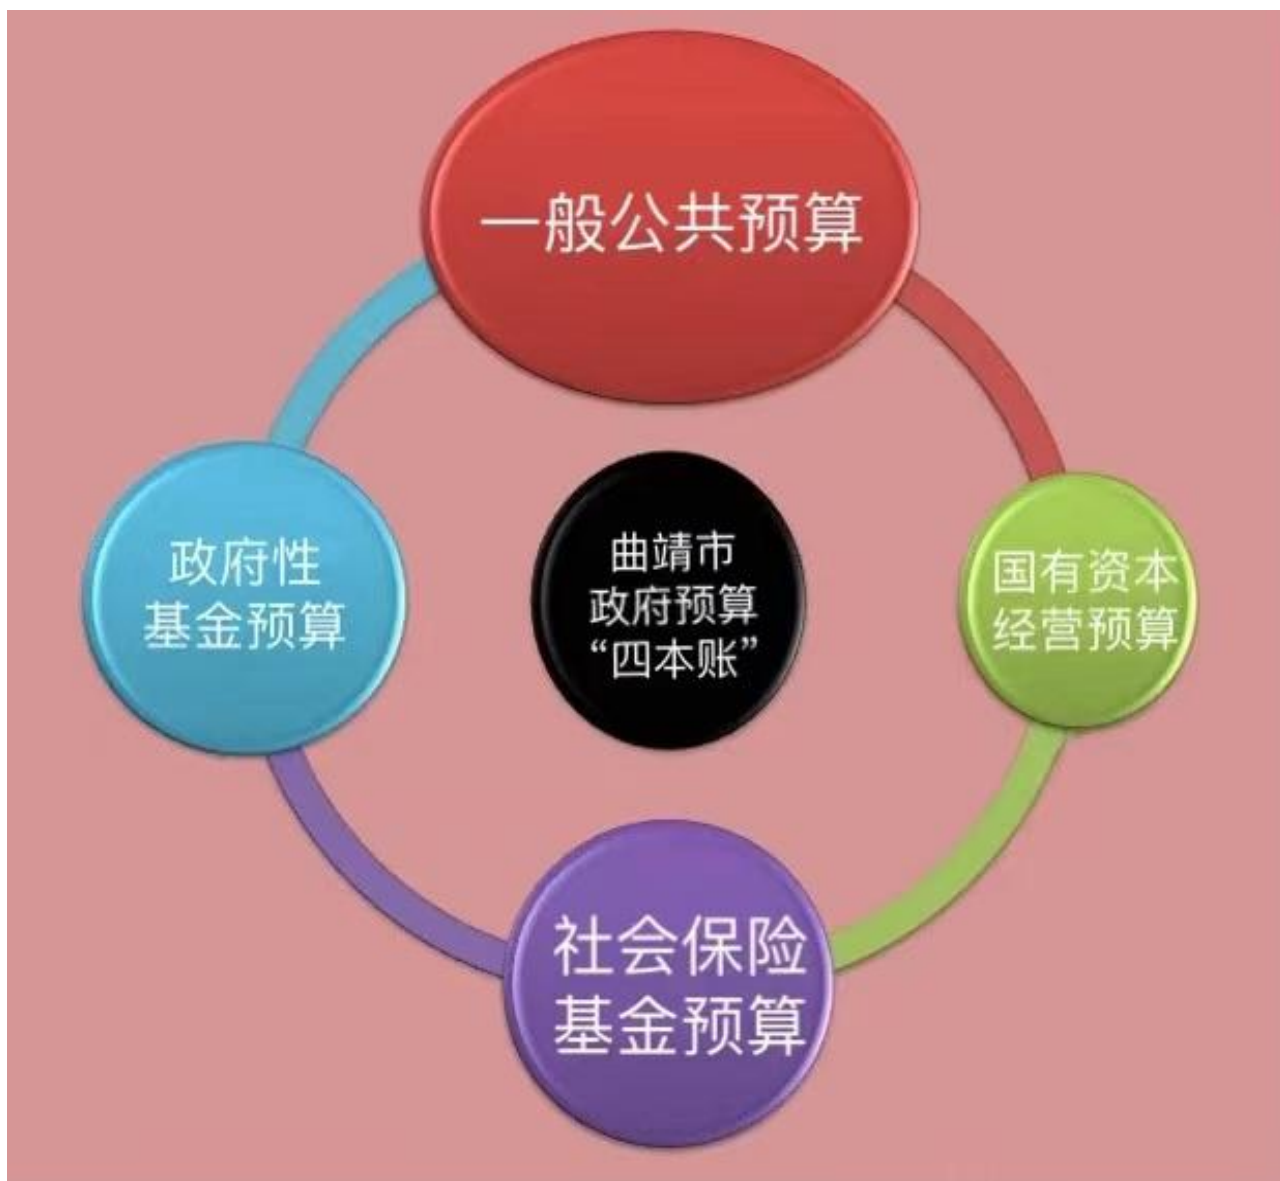 一般公共预算
政府性
基金预算
曲靖市
政府预算
“四本账”
国有资本
经营预算
社会保险
基金预算